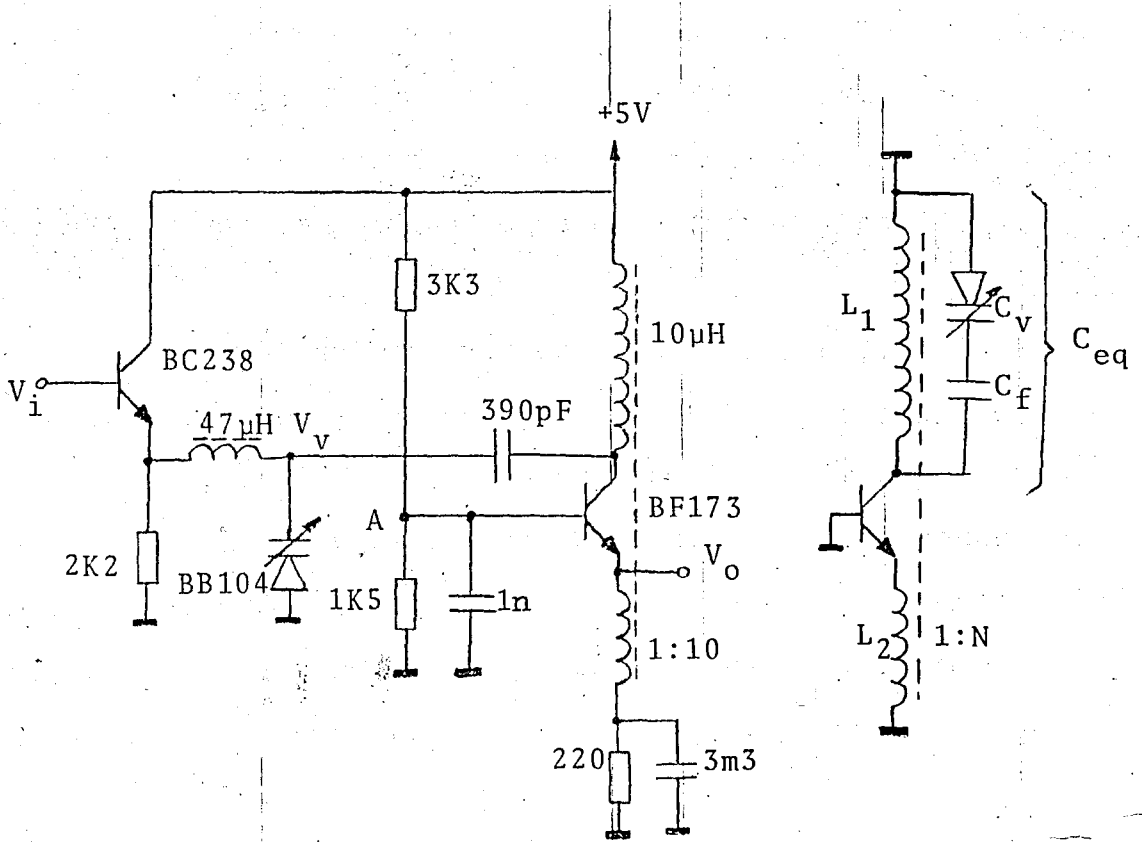 +5V
3K3
10µH
BC238
V_i
390pF
47µH
V_v
A
BF173
V_o
2K2
BB104
1K5
1n
1:10
220
3m3
L_1
C_v
C_f
C_eq
L_2
1:N